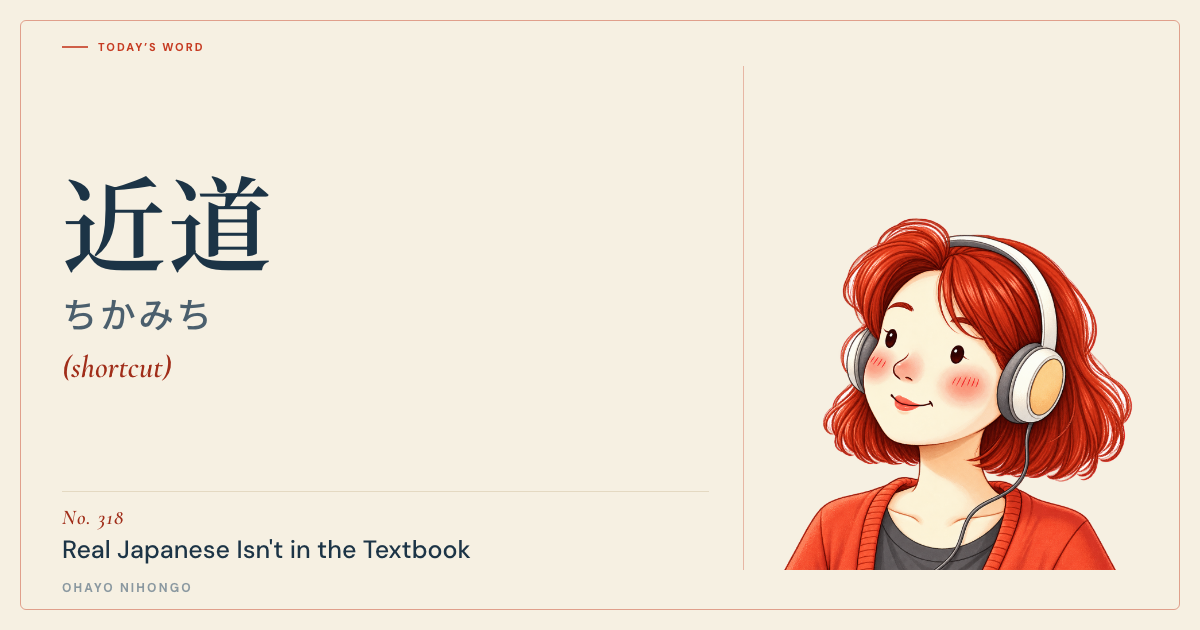 TODAY'S WORD
近道
ちかみち
(shortcut)
No. 318
Real Japanese Isn't in the Textbook
OHAYO NIHONGO